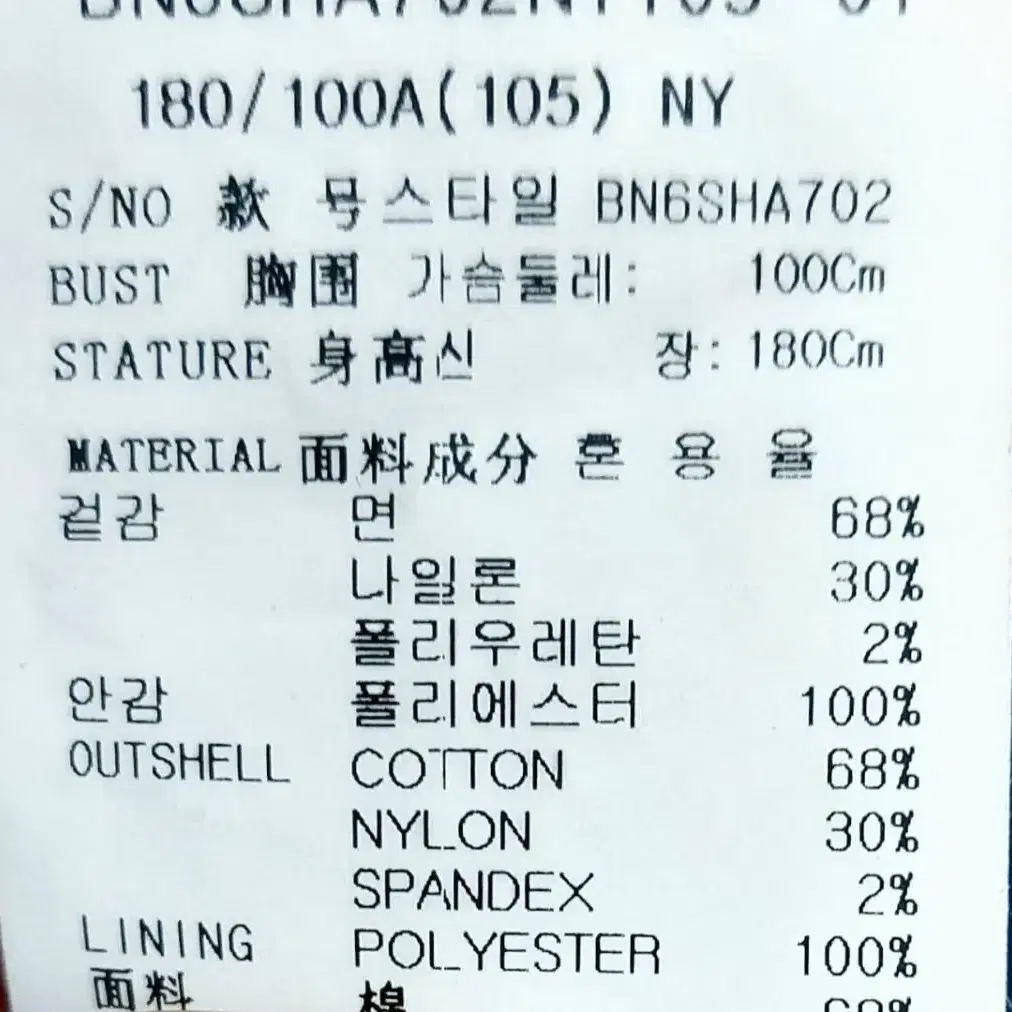 180/100A(105) NY
S/NO 款 号스타일 BN6SHA702
BUST 胸围 가슴둘레: 100Cm
STATURE 身高신 장: 180Cm
MATERIAL 面料成分 혼 용 율
겉감 면 68%
나일론 30%
폴리우레탄 2%
안감 폴리에스터 100%
OUTSHELL COTTON 68%
NYLON 30%
SPANDEX 2%
LINING POLYESTER 100%
面料 棉